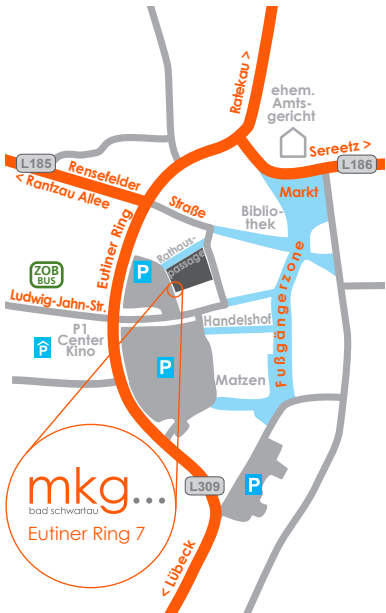 Ratekau >
ehem.
Amts-
gericht
Sereetz >
L185
L186
Rensefelder
< Rantzau Allee
Straße
Markt
Biblio-
thek
Eutiner Ring
Rathaus-
passage
Fußgängerzone
ZOB
BUS
P
Ludwig-Jahn-Str.
Handelshof
P1
Center
Kino
P
P
Matzen
mkg...
bad schwartau
Eutiner Ring 7
L309
P
< Lübeck